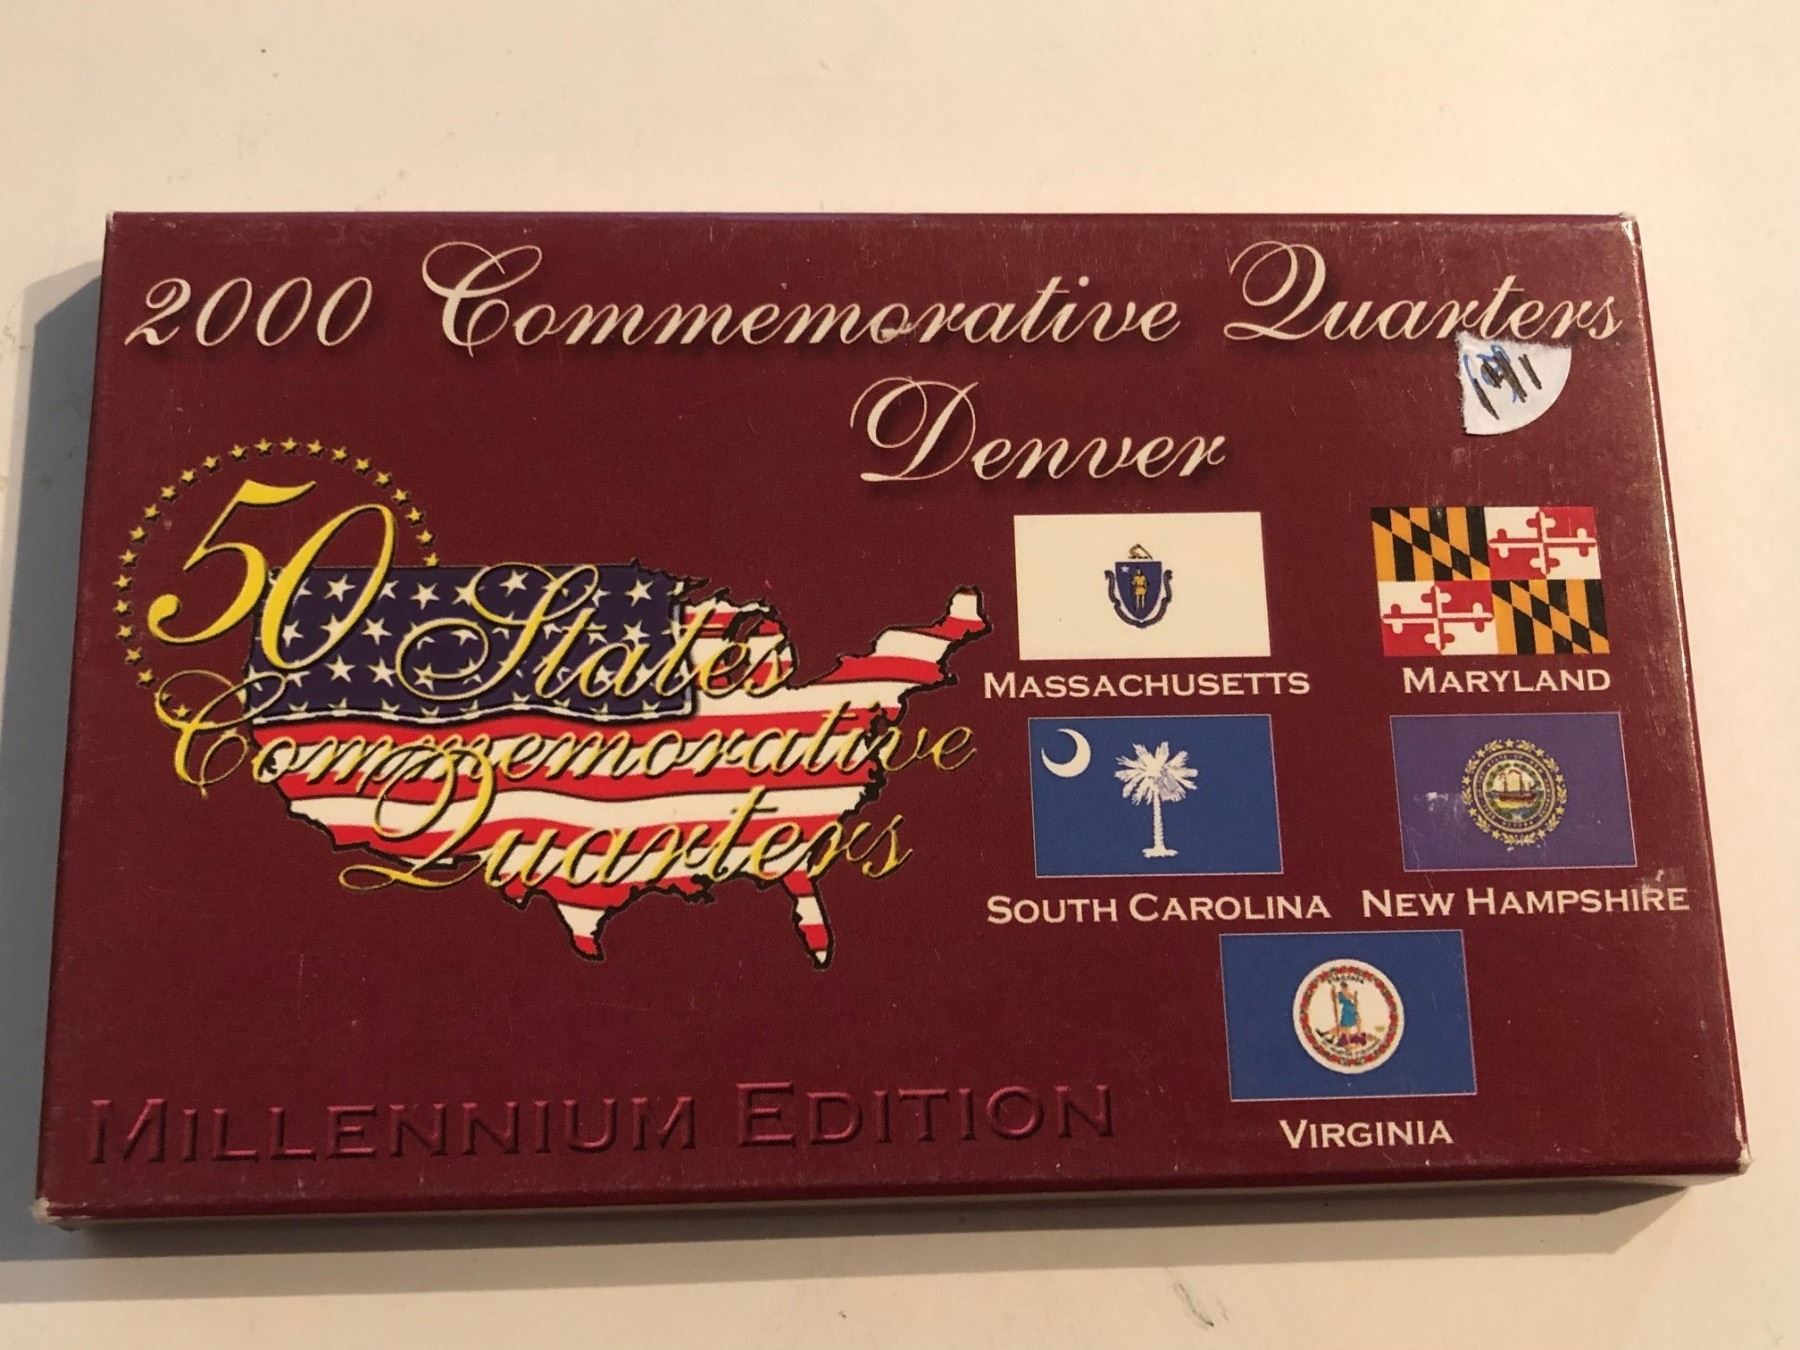 2000 Commemorative Quarters
Denver
50 States
Commemorative
Quarters
MASSACHUSETTS
MARYLAND
SOUTH CAROLINA
NEW HAMPSHIRE
VIRGINIA
MILLENNIUM EDITION